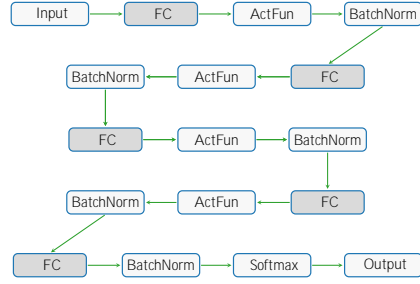 Input FC ActFun BatchNorm
BatchNorm ActFun FC
FC ActFun BatchNorm
BatchNorm ActFun FC
FC BatchNorm Softmax Output